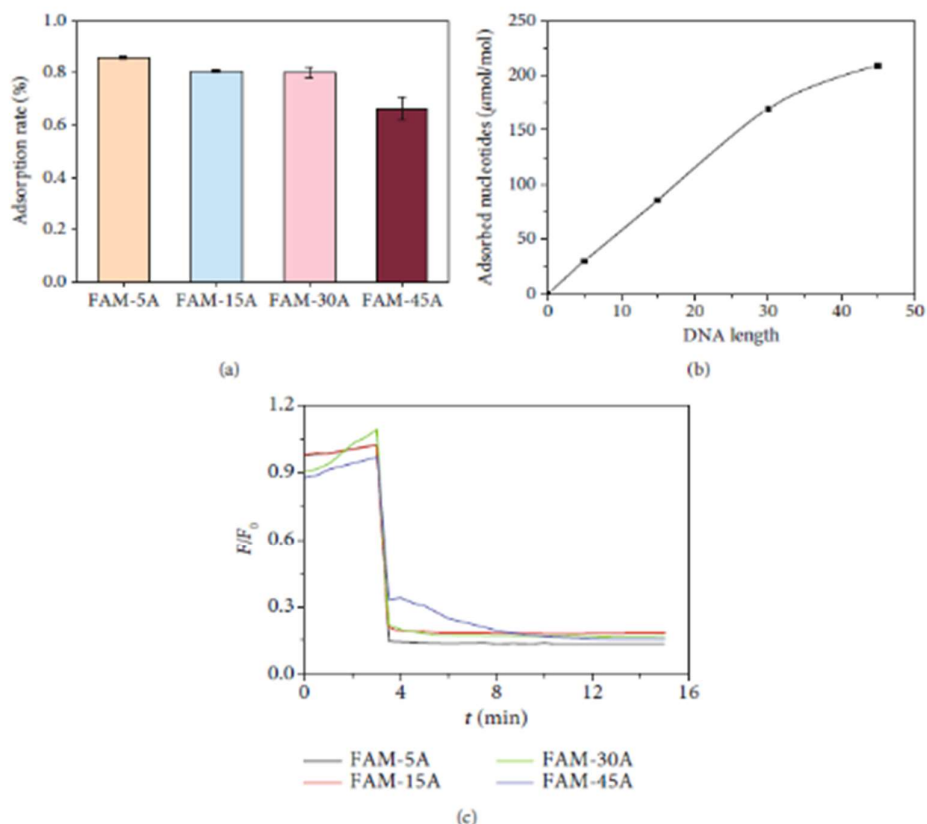 1.0
0.8
0.6
0.4
0.2
0.0
Adsorption rate (%)
FAM-5A FAM-15A FAM-30A FAM-45A
(a)
250
200
150
100
50
0
Adsorbed nucleotides (μmol/mol)
0 10 20 30 40 50
DNA length
(b)
1.2
0.9
0.6
0.3
0.0
F/F0
0 4 8 12 16
t (min)
FAM-5A FAM-30A
FAM-15A FAM-45A
(c)